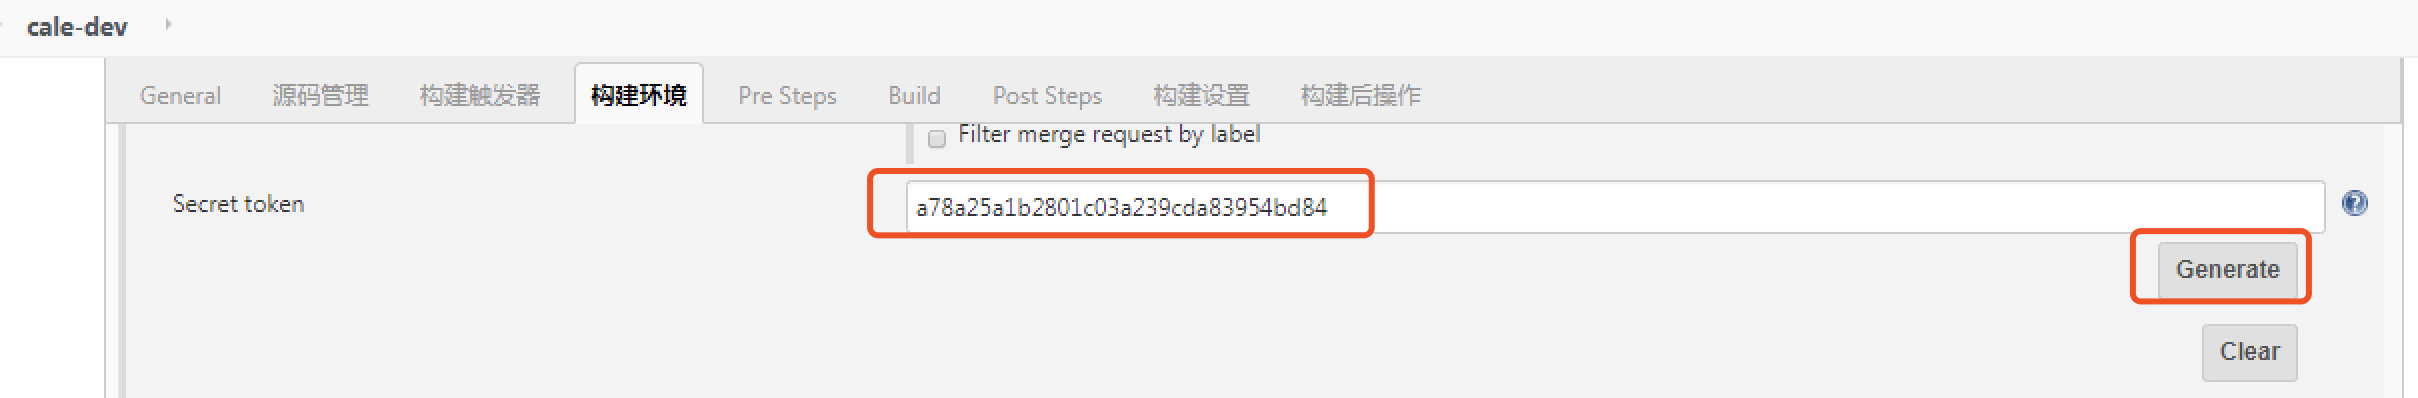 cale-dev
General 源码管理 构建触发器 构建环境 Pre Steps Build Post Steps 构建设置 构建后操作
Filter merge request by label
Secret token a78a25a1b2801c03a239cda83954bd84
Generate
Clear